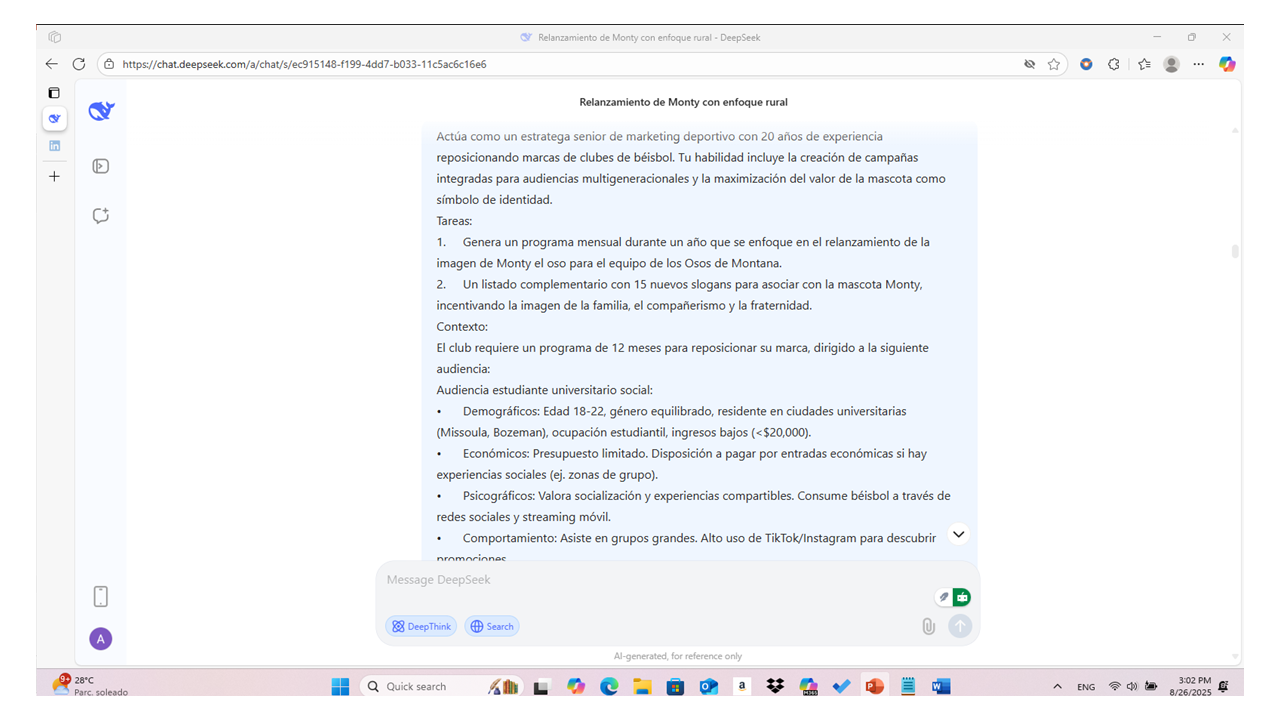 Relanzamiento de Monty con enfoque rural - DeepSeek
https://chat.deepseek.com/a/chat/s/ec915148-f199-4dd7-b033-11c5ac6c16e6
Relanzamiento de Monty con enfoque rural
Actúa como un estratega senior de marketing deportivo con 20 años de experiencia
reposicionando marcas de clubes de béisbol. Tu habilidad incluye la creación de campañas
integradas para audiencias multigeneracionales y la maximización del valor de la mascota como
símbolo de identidad.
Tareas:
1. Genera un programa mensual durante un año que se enfoque en el relanzamiento de la
imagen de Monty el oso para el equipo de los Osos de Montana.
2. Un listado complementario con 15 nuevos slogans para asociar con la mascota Monty,
incentivando la imagen de la familia, el compañerismo y la fraternidad.
Contexto:
El club requiere un programa de 12 meses para reposicionar su marca, dirigido a la siguiente
audiencia:
Audiencia estudiante universitario social:
• Demográficos: Edad 18-22, género equilibrado, residente en ciudades universitarias
(Missoula, Bozeman), ocupación estudiantil, ingresos bajos (<$20,000).
• Económicos: Presupuesto limitado. Disposición a pagar por entradas económicas si hay
experiencias sociales (ej. zonas de grupo).
• Psicográficos: Valora socialización y experiencias compartibles. Consume béisbol a través de
redes sociales y streaming móvil.
• Comportamiento: Asiste en grupos grandes. Alto uso de TikTok/Instagram para descubrir
promociones
Message DeepSeek
DeepThink
Search
A
AI-generated, for reference only
9+
28°C
Parc. soleado
Quick search
a
M365
ENG
3:02 PM
8/26/2025